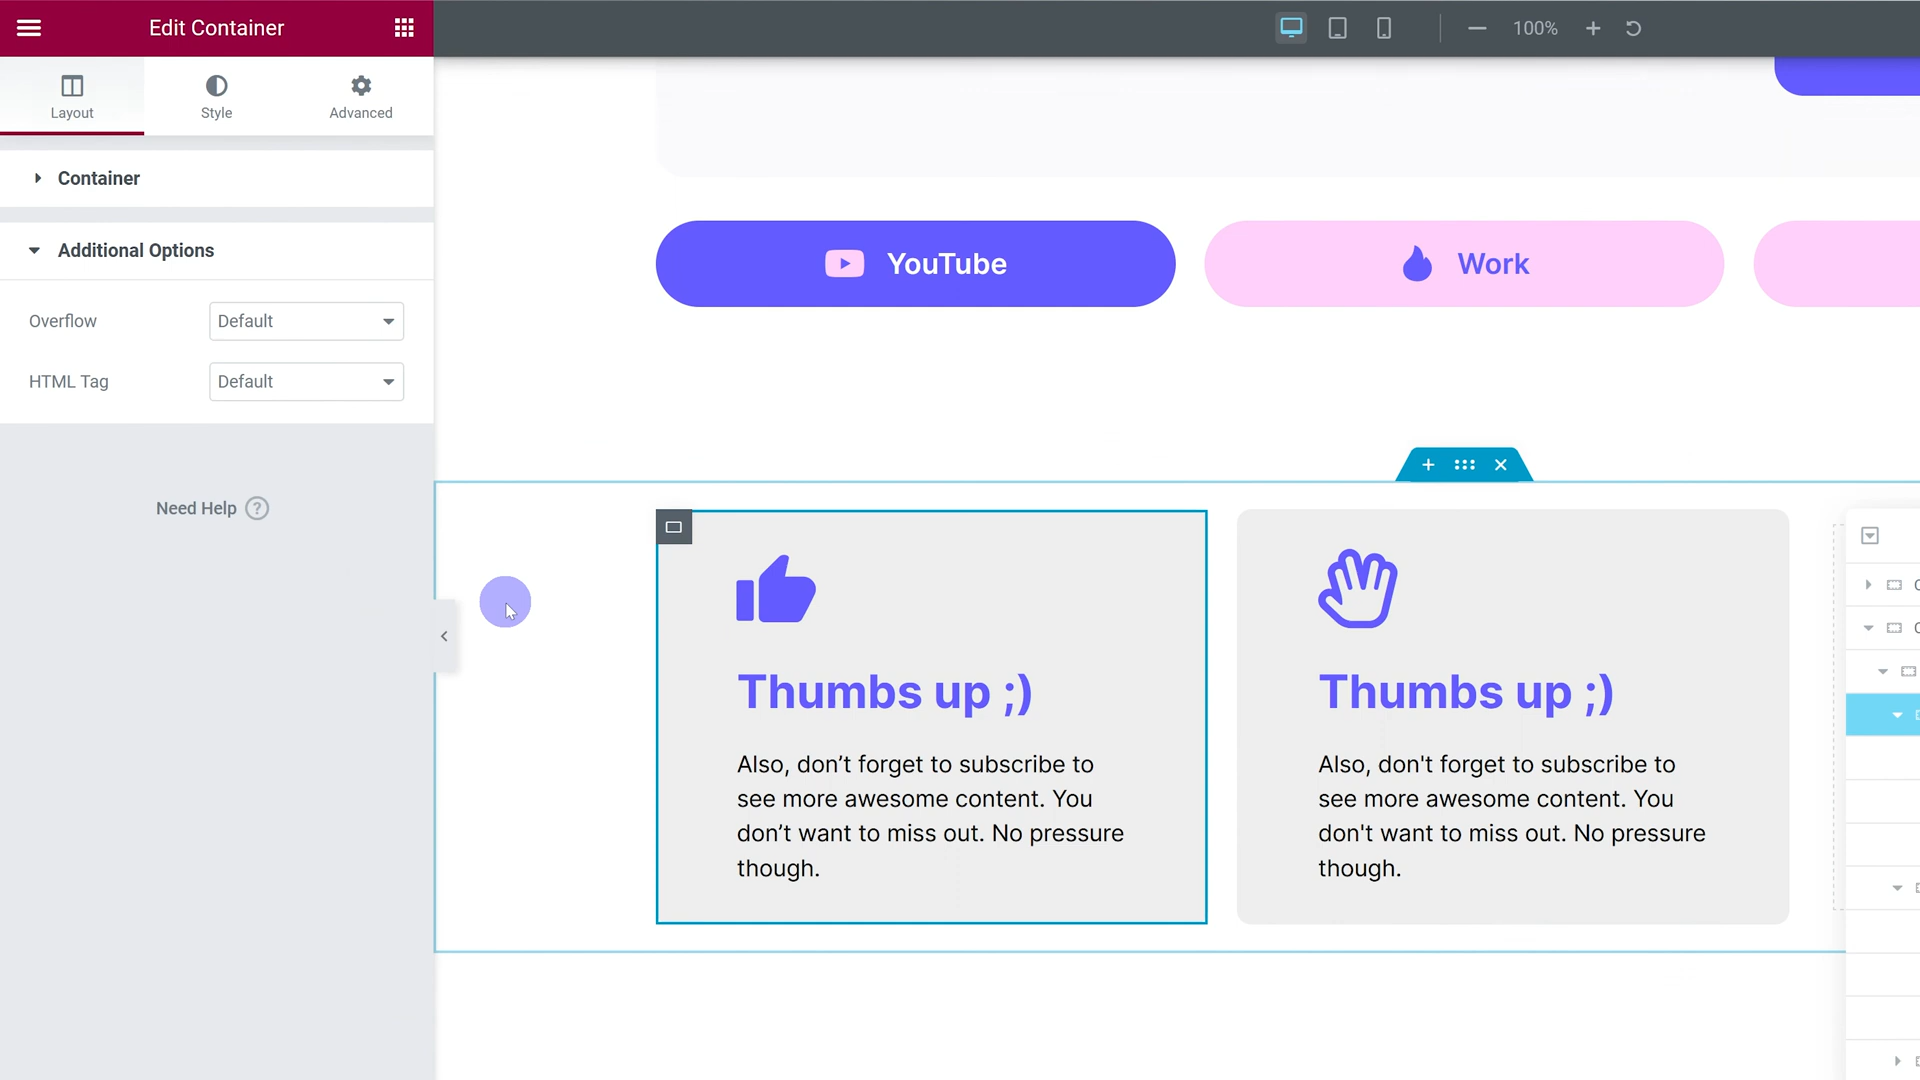 Edit Container
100%
Layout
Style
Advanced
Container
Additional Options
Overflow
Default
HTML Tag
Default
Need Help ?
YouTube
Work
Thumbs up ;)
Also, don’t forget to subscribe to
see more awesome content. You
don’t want to miss out. No pressure
though.
Thumbs up ;)
Also, don't forget to subscribe to
see more awesome content. You
don't want to miss out. No pressure
though.